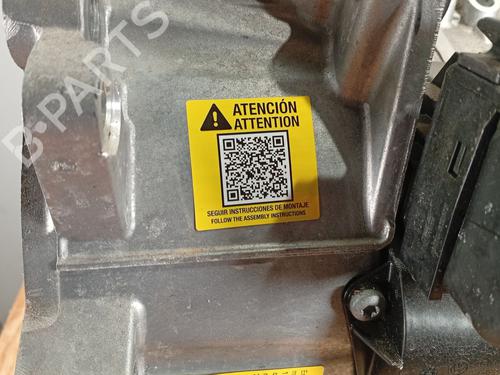 B-PARTS
ATENCIÓN
ATTENTION
SEGUIR INSTRUCCIONES DE MONTAJE
FOLLOW THE ASSEMBLY INSTRUCTIONS